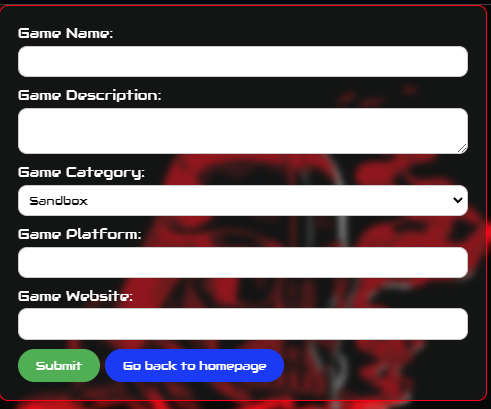 Game Name:
Game Description:
Game Category:
Sandbox
Game Platform:
Game Website:
Submit Go back to homepage